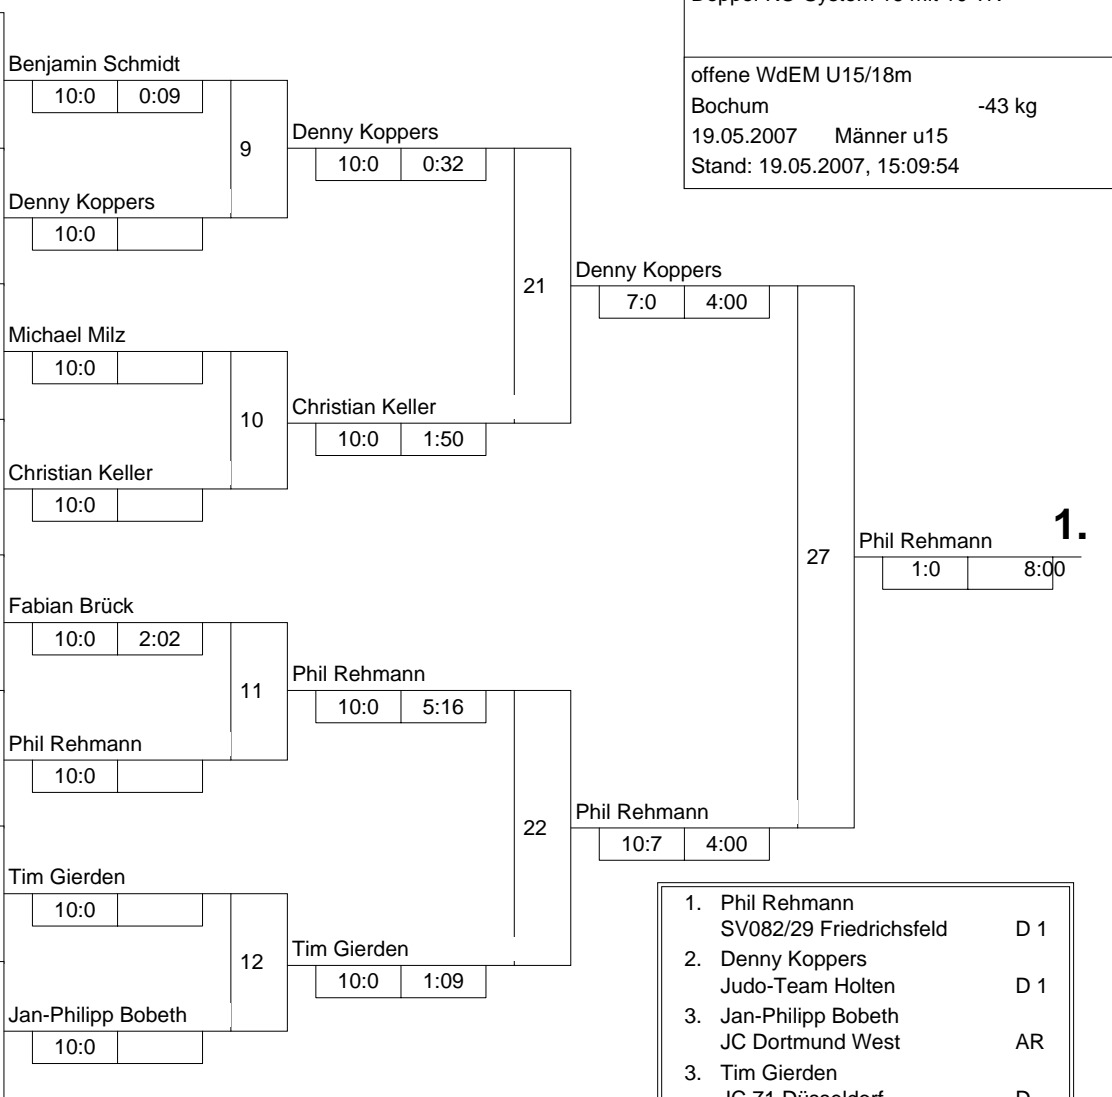 offene WdEM U15/18m
Bochum -43 kg
19.05.2007 Männer u15
Stand: 19.05.2007, 15:09:54
Benjamin Schmidt
10:0 0:09
9
Denny Koppers
10:0
Denny Koppers
10:0 0:32
21
Michael Milz
10:0
10
Christian Keller
10:0
Christian Keller
10:0 1:50
Denny Koppers
7:0 4:00
27
Phil Rehmann 1.
1:0 8:00
Fabian Brück
10:0 2:02
11
Phil Rehmann
10:0
Phil Rehmann
10:0 5:16
22
Tim Gierden
10:0
12
Jan-Philipp Bobeth
10:0
Tim Gierden
10:0 1:09
Phil Rehmann
10:7 4:00
1. Phil Rehmann
SV082/29 Friedrichsfeld D 1
2. Denny Koppers
Judo-Team Holten D 1
3. Jan-Philipp Bobeth
JC Dortmund West AR
3. Tim Gierden
JC 71 Düsseldorf D